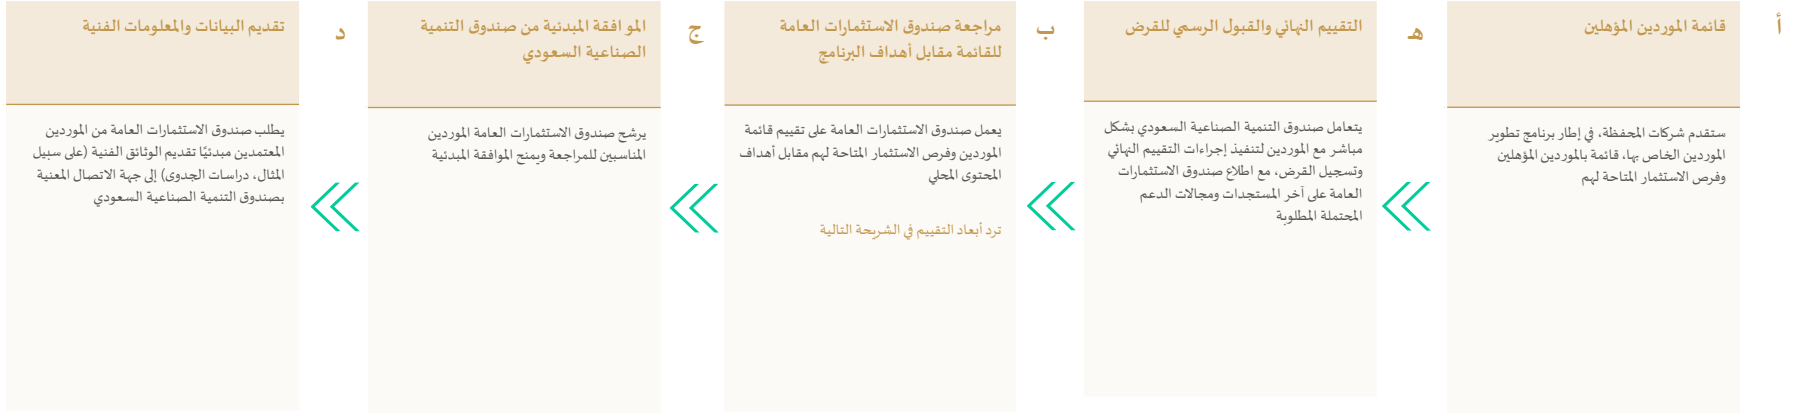 أ
قائمة الموردين المؤهلين
ستقدم شركات المحفظة، في إطار برنامج تطوير
الموردين الخاص بها، قائمة بالموردين المؤهلين
وفرص الاستثمار المتاحة لهم
هـ
التقييم النهائي والقبول الرسمي للقرض
يتعامل صندوق التنمية الصناعية السعودي بشكل
مباشر مع الموردين لتنفيذ إجراءات التقييم النهائي
وتسجيل القرض، مع اطلاع صندوق الاستثمارات
العامة على آخر المستجدات ومجالات الدعم
المحتملة المطلوبة
ب
مراجعة صندوق الاستثمارات العامة
للقائمة مقابل أهداف البرنامج
يعمل صندوق الاستثمارات العامة على تقييم قائمة
الموردين وفرص الاستثمار المتاحة لهم مقابل أهداف
المحتوى المحلي
ترد أبعاد التقييم في الشريحة التالية
ج
الموافقة المبدئية من صندوق التنمية
الصناعية السعودي
يرشح صندوق الاستثمارات العامة الموردين
المناسبين للمراجعة ويمنح الموافقة المبدئية
د
تقديم البيانات والمعلومات الفنية
يطلب صندوق الاستثمارات العامة من الموردين
المعتمدين مبدئيًا تقديم الوثائق الفنية (على سبيل
المثال، دراسات الجدوى) إلى جهة الاتصال المعنية
بصندوق التنمية الصناعية السعودي